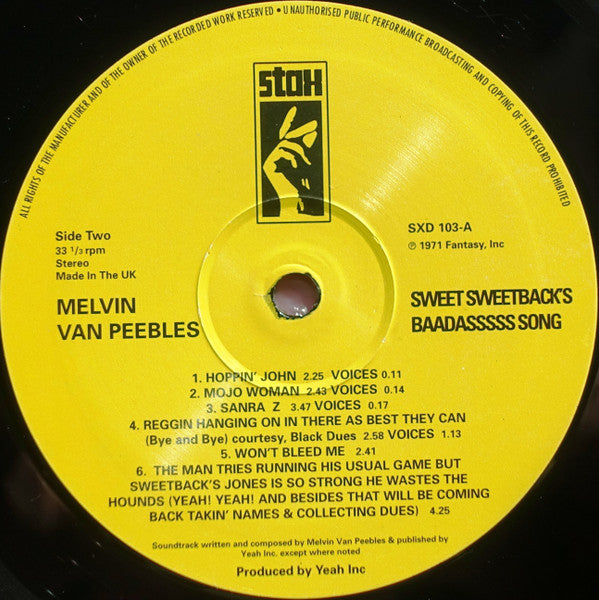 ALL RIGHTS OF THE MANUFACTURER AND OF THE OWNER OF THE RECORDED WORK RESERVED • UNAUTHORISED PUBLIC PERFORMANCE BROADCASTING AND COPYING OF THIS RECORD PROHIBITED
stax
Side Two
33 1/3 rpm
Stereo
Made In The UK
SXD 103-A
℗ 1971 Fantasy, Inc
MELVIN
VAN PEEBLES
SWEET SWEETBACK'S
BAADASSSSS SONG
1. HOPPIN' JOHN 2.25 VOICES 0.11
2. MOJO WOMAN 2.43 VOICES 0.14
3. SANRA Z 3.47 VOICES 0.17
4. REGGIN HANGING ON IN THERE AS BEST THEY CAN
(Bye and Bye) courtesy, Black Dues 2.58 VOICES 1.13
5. WON'T BLEED ME 2.41
6. THE MAN TRIES RUNNING HIS USUAL GAME BUT
SWEETBACK'S JONES IS SO STRONG HE WASTES THE
HOUNDS (YEAH! YEAH! AND BESIDES THAT WILL BE COMING
BACK TAKIN' NAMES & COLLECTING DUES) 4.25
Soundtrack written and composed by Melvin Van Peebles & published by
Yeah Inc. except where noted
Produced by Yeah Inc